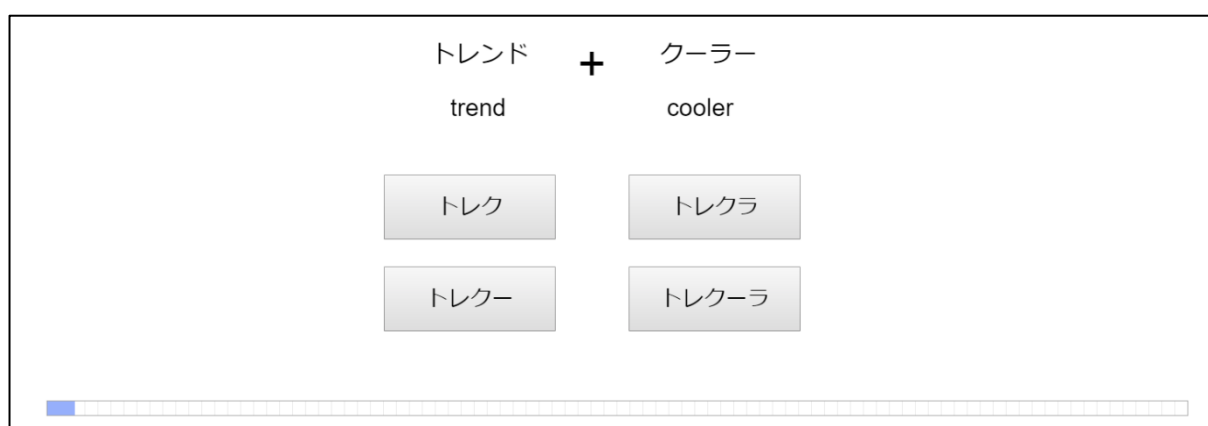 トレンド + クーラー
trend cooler
トレク トレクラ
トレクー トレクーラ